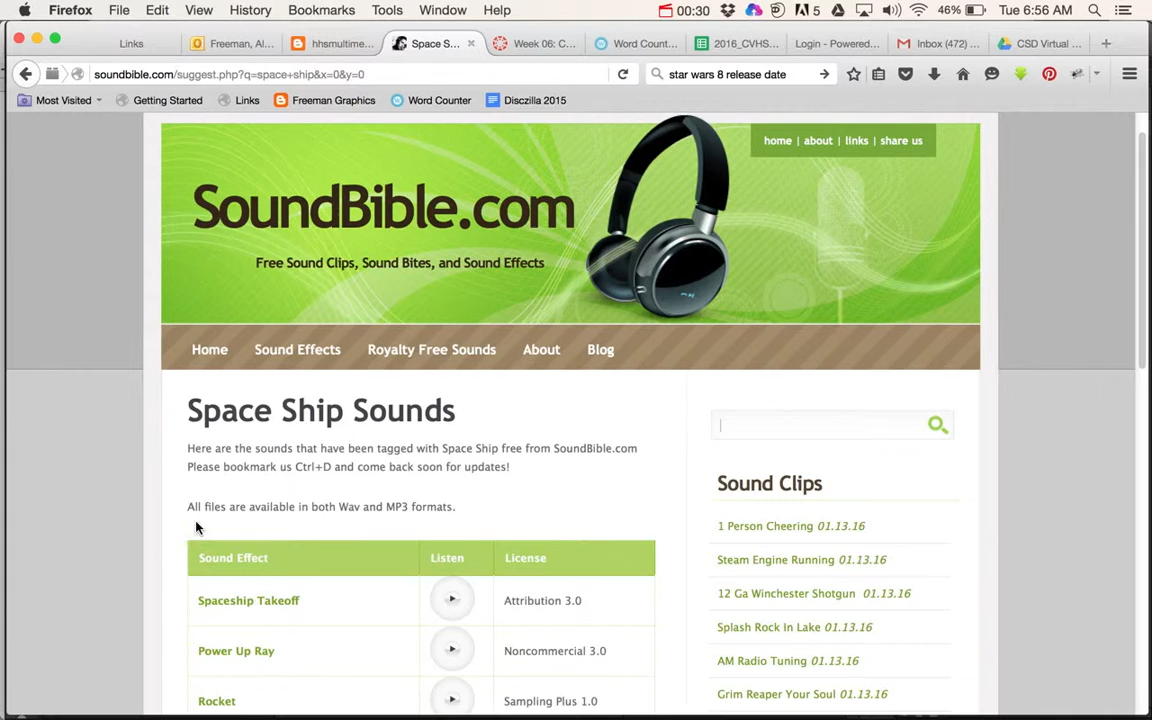 Firefox File Edit View History Bookmarks Tools Window Help 00:30 5 46% Tue 6:56 AM
Links Freeman, Al... hhsmultime... Space S... Week 06: C... Word Count... 2016_CVHS... Login - Powered... Inbox (472) ... CSD Virtual ...
soundbible.com/suggest.php?q=space+ship&x=0&y=0 star wars 8 release date
Most Visited Getting Started Links Freeman Graphics Word Counter Disczilla 2015
home | about | links | share us
SoundBible.com
Free Sound Clips, Sound Bites, and Sound Effects
Home Sound Effects Royalty Free Sounds About Blog
Space Ship Sounds
Here are the sounds that have been tagged with Space Ship free from SoundBible.com
Please bookmark us Ctrl+D and come back soon for updates!
All files are available in both Wav and MP3 formats.
Sound Effect Listen License
Spaceship Takeoff Attribution 3.0
Power Up Ray Noncommercial 3.0
Rocket Sampling Plus 1.0
Sound Clips
1 Person Cheering 01.13.16
Steam Engine Running 01.13.16
12 Ga Winchester Shotgun 01.13.16
Splash Rock In Lake 01.13.16
AM Radio Tuning 01.13.16
Grim Reaper Your Soul 01.13.16